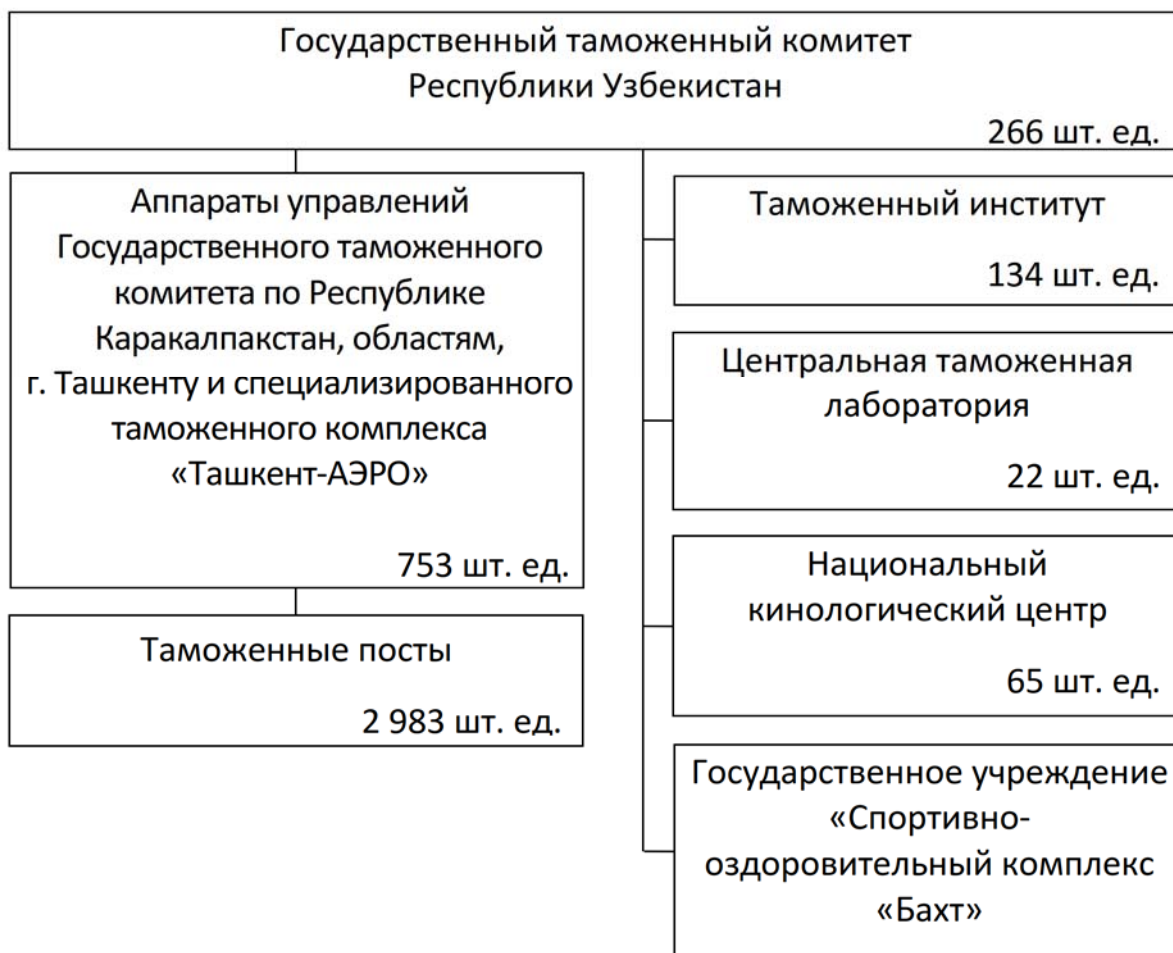 Государственный таможенный комитет
Республики Узбекистан
266 шт. ед.
Аппараты управлений
Государственного таможенного
комитета по Республике
Каракалпакстан, областям,
г. Ташкенту и специализированного
таможенного комплекса
«Ташкент-АЭРО»
753 шт. ед.
Таможенные посты
2 983 шт. ед.
Таможенный институт
134 шт. ед.
Центральная таможенная
лаборатория
22 шт. ед.
Национальный
кинологический центр
65 шт. ед.
Государственное учреждение
«Спортивно-
оздоровительный комплекс
«Бахт»